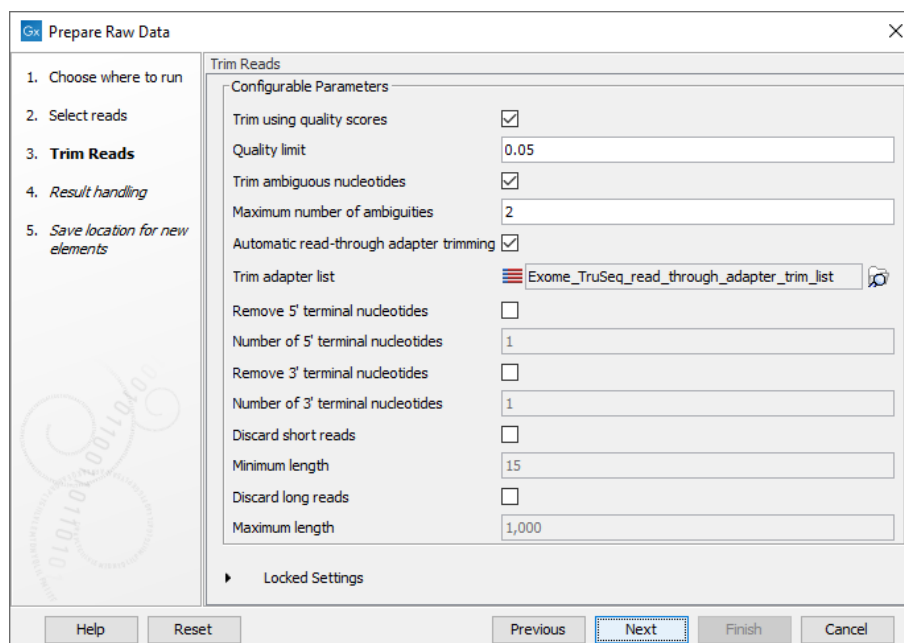 Gx Prepare Raw Data
1. Choose where to run
2. Select reads
3. Trim Reads
4. Result handling
5. Save location for new
elements
Trim Reads
Configurable Parameters
Trim using quality scores
Quality limit 0.05
Trim ambiguous nucleotides
Maximum number of ambiguities 2
Automatic read-through adapter trimming
Trim adapter list Exome_TruSeq_read_through_adapter_trim_list
Remove 5' terminal nucleotides
Number of 5' terminal nucleotides 1
Remove 3' terminal nucleotides
Number of 3' terminal nucleotides 1
Discard short reads
Minimum length 15
Discard long reads
Maximum length 1,000
Locked Settings
Help Reset Previous Next Finish Cancel